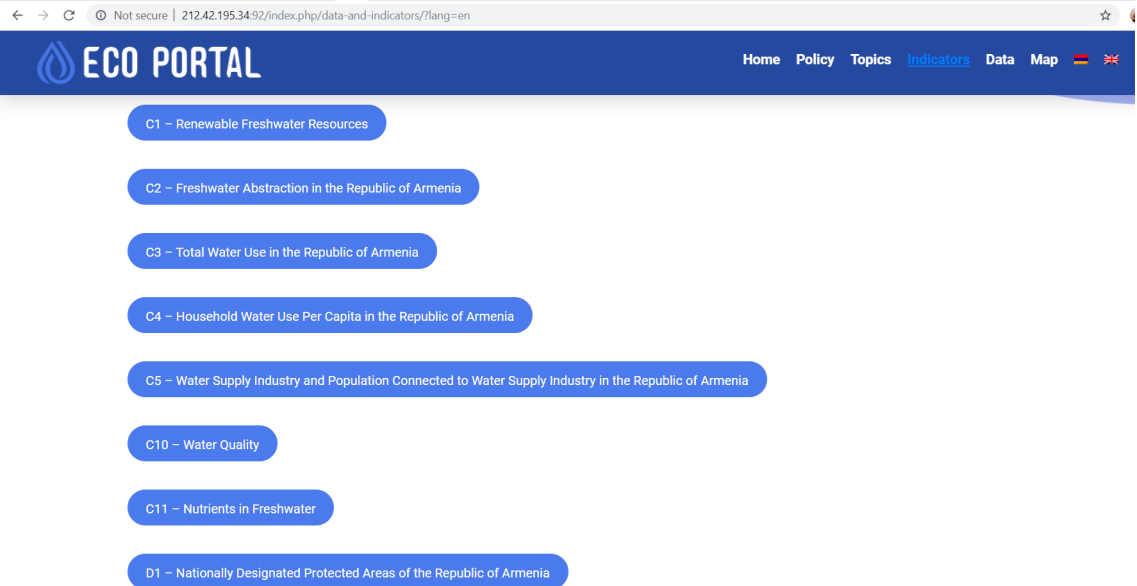 Not secure | 212.42.195.34:92/index.php/data-and-indicators/?lang=en
ECO PORTAL
Home Policy Topics Indicators Data Map
C1 – Renewable Freshwater Resources
C2 – Freshwater Abstraction in the Republic of Armenia
C3 – Total Water Use in the Republic of Armenia
C4 – Household Water Use Per Capita in the Republic of Armenia
C5 – Water Supply Industry and Population Connected to Water Supply Industry in the Republic of Armenia
C10 – Water Quality
C11 – Nutrients in Freshwater
D1 – Nationally Designated Protected Areas of the Republic of Armenia